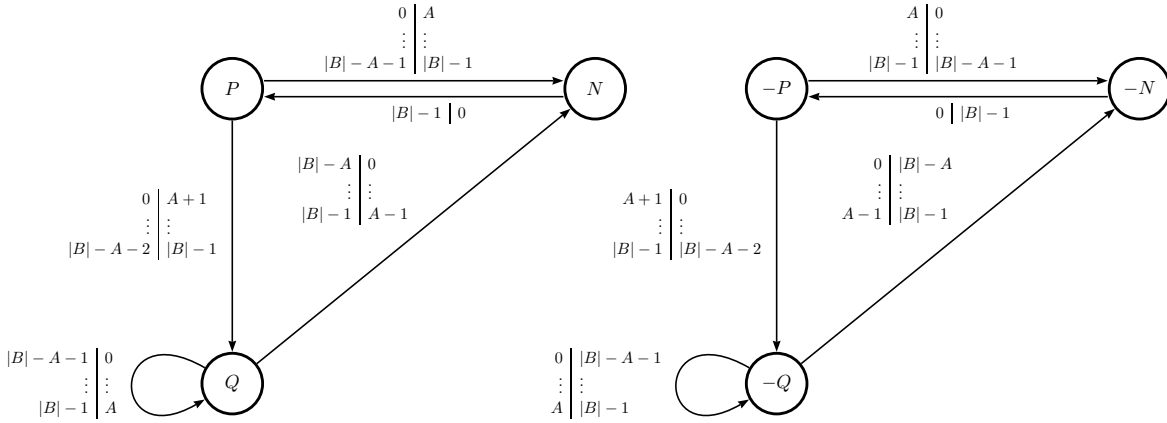 0 | A
⋮ | ⋮
|B| − A − 1 | |B| − 1
P
N
|B| − 1 | 0
|B| − A | 0
⋮ | ⋮
|B| − 1 | A − 1
0 | A + 1
⋮ | ⋮
|B| − A − 2 | |B| − 1
|B| − A − 1 | 0
⋮ | ⋮
|B| − 1 | A
Q
A | 0
⋮ | ⋮
|B| − 1 | |B| − A − 1
−P
−N
0 | |B| − 1
0 | |B| − A
⋮ | ⋮
A − 1 | |B| − 1
A + 1 | 0
⋮ | ⋮
|B| − 1 | |B| − A − 2
0 | |B| − A − 1
⋮ | ⋮
A | |B| − 1
−Q